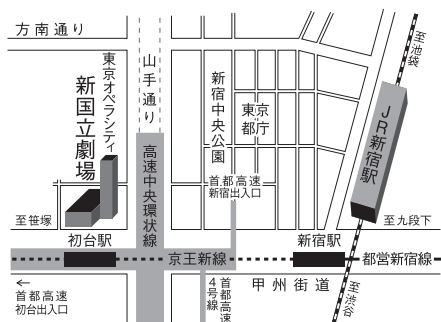 方南通り
山手通り
東京オペラシティ
新国立劇場
高速中央環状線
新宿中央公園
東京
都庁
首都高速
新宿出入口
至池袋
JR新宿駅
至笹塚
初台駅
京王新線
新宿駅
至九段下
都営新宿線
←
首都高速
初台出入口
首都高速
4号線
甲州街道
至渋谷